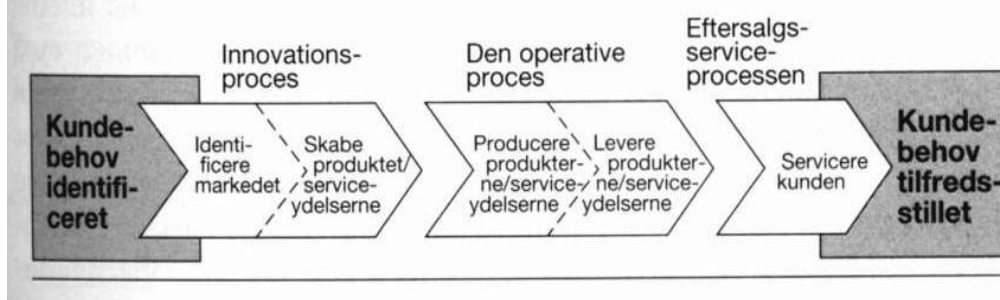 Innovations-
proces
Den operative
proces
Eftersalgs-
service-
processen
Kunde-
behov
identifi-
ceret
Identi-
ficere
markedet
Skabe
produktet/
service-
ydelserne
Producere
produkter-
ne/service-
ydelserne
Levere
produkter-
ne/service-
ydelserne
Servicere
kunden
Kunde-
behov
tilfreds-
stillet